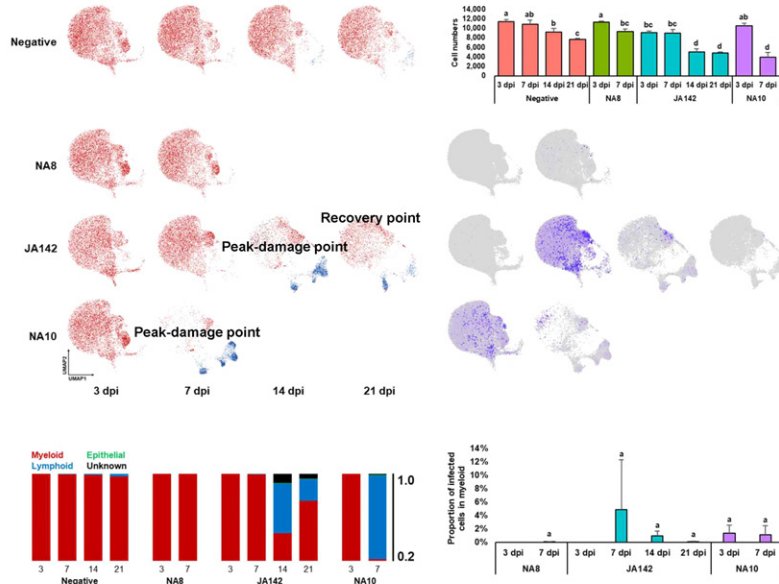 Negative
NA8
JA142
NA10
Peak-damage point
Recovery point
Peak-damage point
UMAP2
UMAP1
3 dpi 7 dpi 14 dpi 21 dpi
Cell numbers
14,000
12,000
10,000
8,000
6,000
4,000
2,000
0
a ab b c a bc bc bc d d ab d
3 dpi 7 dpi 14 dpi 21 dpi 3 dpi 7 dpi 3 dpi 7 dpi 14 dpi 21 dpi 3 dpi 7 dpi
Negative NA8 JA142 NA10
Myeloid Epithelial
Lymphoid Unknown
1.0
0.2
3 7 14 21 3 7 3 7 14 21 3 7
Negative NA8 JA142 NA10
Proportion of infected
cells in myeloid
14%
12%
10%
8%
6%
4%
2%
0%
a a a a a a
3 dpi 7 dpi 3 dpi 7 dpi 14 dpi 21 dpi 3 dpi 7 dpi
NA8 JA142 NA10